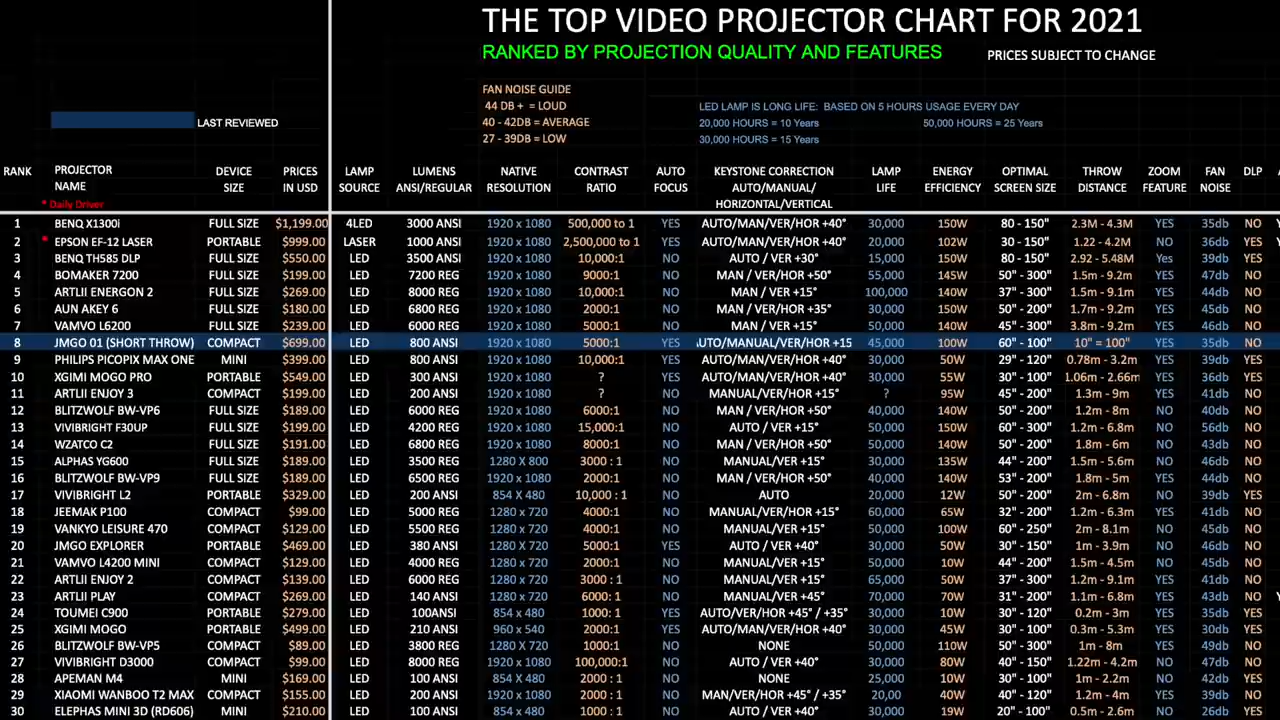 THE TOP VIDEO PROJECTOR CHART FOR 2021
RANKED BY PROJECTION QUALITY AND FEATURES PRICES SUBJECT TO CHANGE
FAN NOISE GUIDE
44 DB + = LOUD LED LAMP IS LONG LIFE: BASED ON 5 HOURS USAGE EVERY DAY
LAST REVIEWED 40 - 42DB = AVERAGE 20,000 HOURS = 10 Years 50,000 HOURS = 25 Years
27 - 39DB = LOW 30,000 HOURS = 15 Years
RANK PROJECTOR DEVICE PRICES LAMP LUMENS NATIVE CONTRAST AUTO KEYSTONE CORRECTION LAMP ENERGY OPTIMAL THROW ZOOM FAN DLP
NAME SIZE IN USD SOURCE ANSI/REGULAR RESOLUTION RATIO FOCUS AUTO/MANUAL/ LIFE EFFICIENCY SCREEN SIZE DISTANCE FEATURE NOISE
* Daily Driver HORIZONTAL/VERTICAL
1 BENQ X1300i FULL SIZE $1,199.00 4LED 3000 ANSI 1920 x 1080 500,000 to 1 YES AUTO/MAN/VER/HOR +40° 30,000 150W 80 - 150" 2.3M - 4.3M YES 35db NO
2 * EPSON EF-12 LASER PORTABLE $999.00 LASER 1000 ANSI 1920 x 1080 2,500,000 to 1 YES AUTO/MAN/VER/HOR +40° 20,000 102W 30 - 150" 1.22 - 4.2M NO 36db YES
3 BENQ TH585 DLP FULL SIZE $550.00 LED 3500 ANSI 1920 x 1080 10,000:1 NO AUTO / VER +30° 15,000 150W 80 - 150" 2.92 - 5.48M Yes 39db YES
4 BOMAKER 7200 FULL SIZE $199.00 LED 7200 REG 1920 x 1080 9000:1 NO MAN / VER/HOR +50° 55,000 145W 50" - 300" 1.5m - 9.2m YES 47db NO
5 ARTLII ENERGON 2 FULL SIZE $269.00 LED 8000 REG 1920 x 1080 10,000:1 NO MAN / VER +15° 100,000 140W 37" - 300" 1.5m - 9.1m YES 44db NO
6 AUN AKEY 6 FULL SIZE $180.00 LED 6800 REG 1920 x 1080 2000:1 NO MAN / VER/HOR +35° 30,000 150W 50" - 200" 1.7m - 9.2m YES 45db NO
7 VAMVO L6200 FULL SIZE $239.00 LED 6000 REG 1920 x 1080 5000:1 NO MAN / VER +15° 50,000 140W 45" - 300" 3.8m - 9.2m YES 46db NO
8 JMGO 01 (SHORT THROW) COMPACT $699.00 LED 800 ANSI 1920 x 1080 5000:1 YES UTO/MANUAL/VER/HOR +15 45,000 100W 60" - 100" 10" = 100" YES 35db NO
9 PHILIPS PICOPIX MAX ONE MINI $399.00 LED 800 ANSI 1920 x 1080 10,000:1 YES AUTO/MAN/VER/HOR +40° 30,000 50W 29" - 120" 0.78m - 3.2m YES 39db YES
10 XGIMI MOGO PRO PORTABLE $549.00 LED 300 ANSI 1920 x 1080 ? YES AUTO/MAN/VER/HOR +40° 30,000 55W 30" - 100" 1.06m - 2.66m YES 36db YES
11 ARTLII ENJOY 3 COMPACT $199.00 LED 200 ANSI 1920 x 1080 ? NO MANUAL/VER/HOR +15° ? 95W 45" - 200" 1.3m - 9m YES 41db NO
12 BLITZWOLF BW-VP6 FULL SIZE $189.00 LED 6000 REG 1920 x 1080 6000:1 NO MAN / VER/HOR +50° 40,000 140W 50" - 200" 1.2m - 8m NO 40db NO
13 VIVIBRIGHT F30UP FULL SIZE $199.00 LED 4200 REG 1920 x 1080 15,000:1 NO AUTO / VER +15° 50,000 150W 60" - 300" 1.2m - 6.8m NO 56db NO
14 WZATCO C2 FULL SIZE $191.00 LED 6800 REG 1920 x 1080 8000:1 NO MAN / VER/HOR +50° 50,000 140W 50" - 200" 1.8m - 6m NO 43db NO
15 ALPHAS YG600 FULL SIZE $189.00 LED 3500 REG 1280 X 800 3000 : 1 NO MANUAL/VER +15° 30,000 135W 44" - 200" 1.5m - 5.6m NO 46db NO
16 BLITZWOLF BW-VP9 FULL SIZE $189.00 LED 6500 REG 1920 x 1080 2000:1 NO MAN / VER/HOR +50° 40,000 140W 53" - 200" 1.8m - 5m NO 44db NO
17 VIVIBRIGHT L2 PORTABLE $329.00 LED 200 ANSI 854 X 480 10,000 : 1 NO AUTO 20,000 12W 50" - 200" 2m - 6.8m NO 39db YES
18 JEEMAK P100 COMPACT $99.00 LED 5000 REG 1280 x 720 4000:1 NO MANUAL/VER/HOR +15° 60,000 65W 32" - 200" 1.2m - 6.3m YES 41db NO
19 VANKYO LEISURE 470 COMPACT $129.00 LED 5500 REG 1280 x 720 4000:1 NO MANUAL/VER +15° 50,000 100W 60" - 250" 2m - 8.1m NO 45db NO
20 JMGO EXPLORER PORTABLE $469.00 LED 380 ANSI 1280 X 720 5000:1 YES AUTO / VER +40° 30,000 50W 30" - 150" 1m - 3.9m NO 35db YES
21 VAMVO L4200 MINI COMPACT $129.00 LED 4000 REG 1280 x 720 2000:1 NO MANUAL/VER +15° 50,000 10W 44" - 200" 1.5m - 4.5m NO 45db NO
22 ARTLII ENJOY 2 COMPACT $139.00 LED 6000 REG 1280 x 720 3000 : 1 NO MANUAL/VER +15° 65,000 50W 37" - 300" 1.2m - 9.1m YES 41db NO
23 ARTLII PLAY COMPACT $269.00 LED 140 ANSI 1280 x 720 6000: 1 NO MANUAL/VER +45° 70,000 70W 31" - 200" 1.1m - 6.8m YES 43db NO
24 TOUMEI C900 PORTABLE $279.00 LED 100ANSI 854 x 480 1000: 1 YES AUTO/VER/HOR +45° / +35° 30,000 10W 30" - 120" 0.2m - 3m YES 35db YES
25 XGIMI MOGO PORTABLE $499.00 LED 210 ANSI 960 x 540 2000:1 YES AUTO/MAN/VER/HOR +40° 30,000 45W 30" - 100" 0.3m - 5.3m YES 30db YES
26 BLITZWOLF BW-VP5 COMPACT $89.00 LED 3800 REG 1280 X 720 1000:1 NO NONE 50,000 110W 50" - 300" 1m - 8m YES 49db NO
27 VIVIBRIGHT D3000 COMPACT $99.00 LED 8000 REG 1920 x 1080 100,000:1 NO AUTO / VER +40° 30,000 80W 40" - 150" 1.22m - 4.2m NO 47db NO
28 APEMAN M4 MINI $169.00 LED 100 ANSI 854 X 480 2000 : 1 NO NONE 25,000 10W 30" - 100" 1m - 2.2m NO 42db YES
29 XIAOMI WANBOO T2 MAX COMPACT $155.00 LED 200 ANSI 1920 x 1080 2000 : 1 NO MAN/VER/HOR +45° / +35° 20,00 40W 40" - 120" 1.2m - 4m YES 39db NO
30 ELEPHAS MINI 3D (RD606) MINI $210.00 LED 100 ANSI 854 x 480 1000 : 1 NO AUTO / VER +40° 30,000 19W 20" - 100" 0.5m - 2.6m NO 26db NO